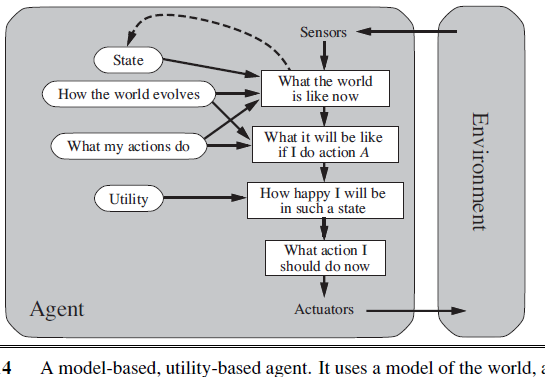 Sensors
State
What the world
is like now
How the world evolves
What my actions do
What it will be like
if I do action A
Utility
How happy I will be
in such a state
What action I
should do now
Agent
Actuators
Environment
.4 A model-based, utility-based agent. It uses a model of the world, a